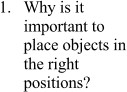 1. Why is it
important to
place objects in
the right
positions?